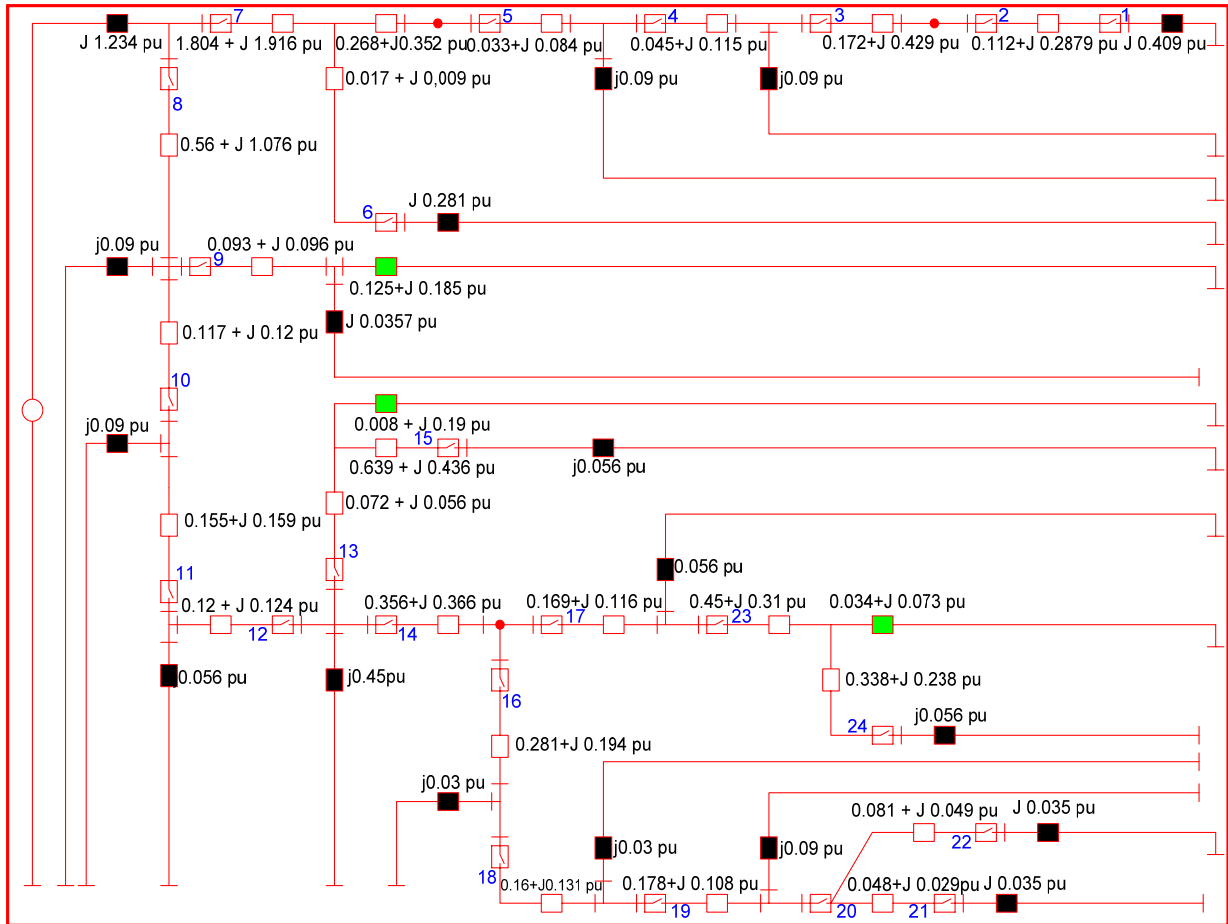 7 5 4 3 2 1
J 1.234 pu 1.804 + J 1.916 pu 0.268+J0.352 pu 0.033+J 0.084 pu 0.045+J 0.115 pu 0.172+J 0.429 pu 0.112+J 0.2879 pu J 0.409 pu
0.017 + J 0,009 pu j0.09 pu j0.09 pu
8
0.56 + J 1.076 pu
J 0.281 pu
6
j0.09 pu 0.093 + J 0.096 pu
9
0.125+J 0.185 pu
J 0.0357 pu
0.117 + J 0.12 pu
10
j0.09 pu 0.008 + J 0.19 pu
15
0.639 + J 0.436 pu j0.056 pu
0.072 + J 0.056 pu
0.155+J 0.159 pu
13
j0.056 pu
11
0.12 + J 0.124 pu 0.356+J 0.366 pu 0.169+J 0.116 pu 0.45+J 0.31 pu 0.034+J 0.073 pu
12 14 17 23
j0.056 pu j0.45pu 0.338+J 0.238 pu
16
j0.056 pu
24
0.281+J 0.194 pu
j0.03 pu
0.081 + J 0.049 pu J 0.035 pu
22
j0.03 pu j0.09 pu
18
0.16+J0.131 pu 0.178+J 0.108 pu 0.048+J 0.029pu J 0.035 pu
19 20 21